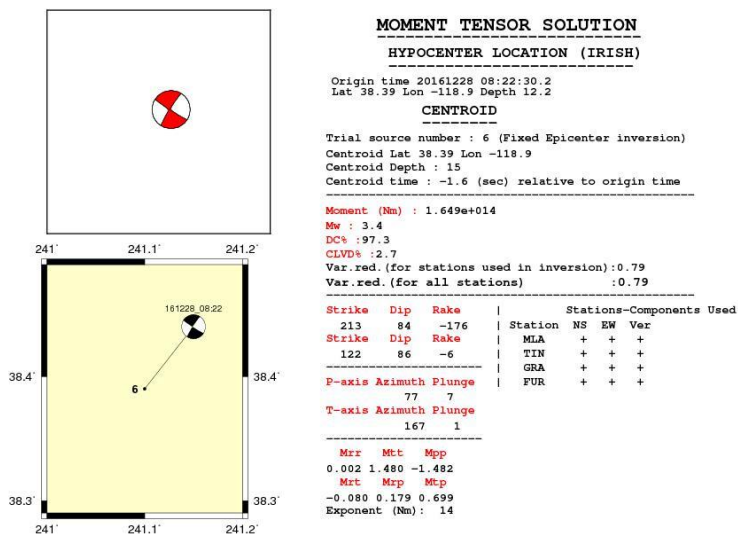 MOMENT TENSOR SOLUTION
HYPOCENTER LOCATION (IRISH)
Origin time 20161228 08:22:30.2
Lat 38.39 Lon -118.9 Depth 12.2
CENTROID
Trial source number : 6 (Fixed Epicenter inversion)
Centroid Lat 38.39 Lon -118.9
Centroid Depth : 15
Centroid time : -1.6 (sec) relative to origin time
Moment (Nm) : 1.649e+014
Mw : 3.4
DC% :97.3
CLVD% :2.7
Var.red.(for stations used in inversion):0.79
Var.red.(for all stations) :0.79
Strike Dip Rake | Stations-Components Used
213 84 -176 | Station NS EW Ver
Strike Dip Rake | MLA + + +
122 86 -6 | TIN + + +
| GRA + + +
P-axis Azimuth Plunge | FUR + + +
77 7
T-axis Azimuth Plunge
167 1
Mrr Mtt Mpp
0.002 1.480 -1.482
Mrt Mrp Mtp
-0.080 0.179 0.699
Exponent (Nm): 14
241˙ 241.1˙ 241.2˙
161228_08:22
38.4˙ 38.4˙
6
38.3˙ 38.3˙
241˙ 241.1˙ 241.2˙